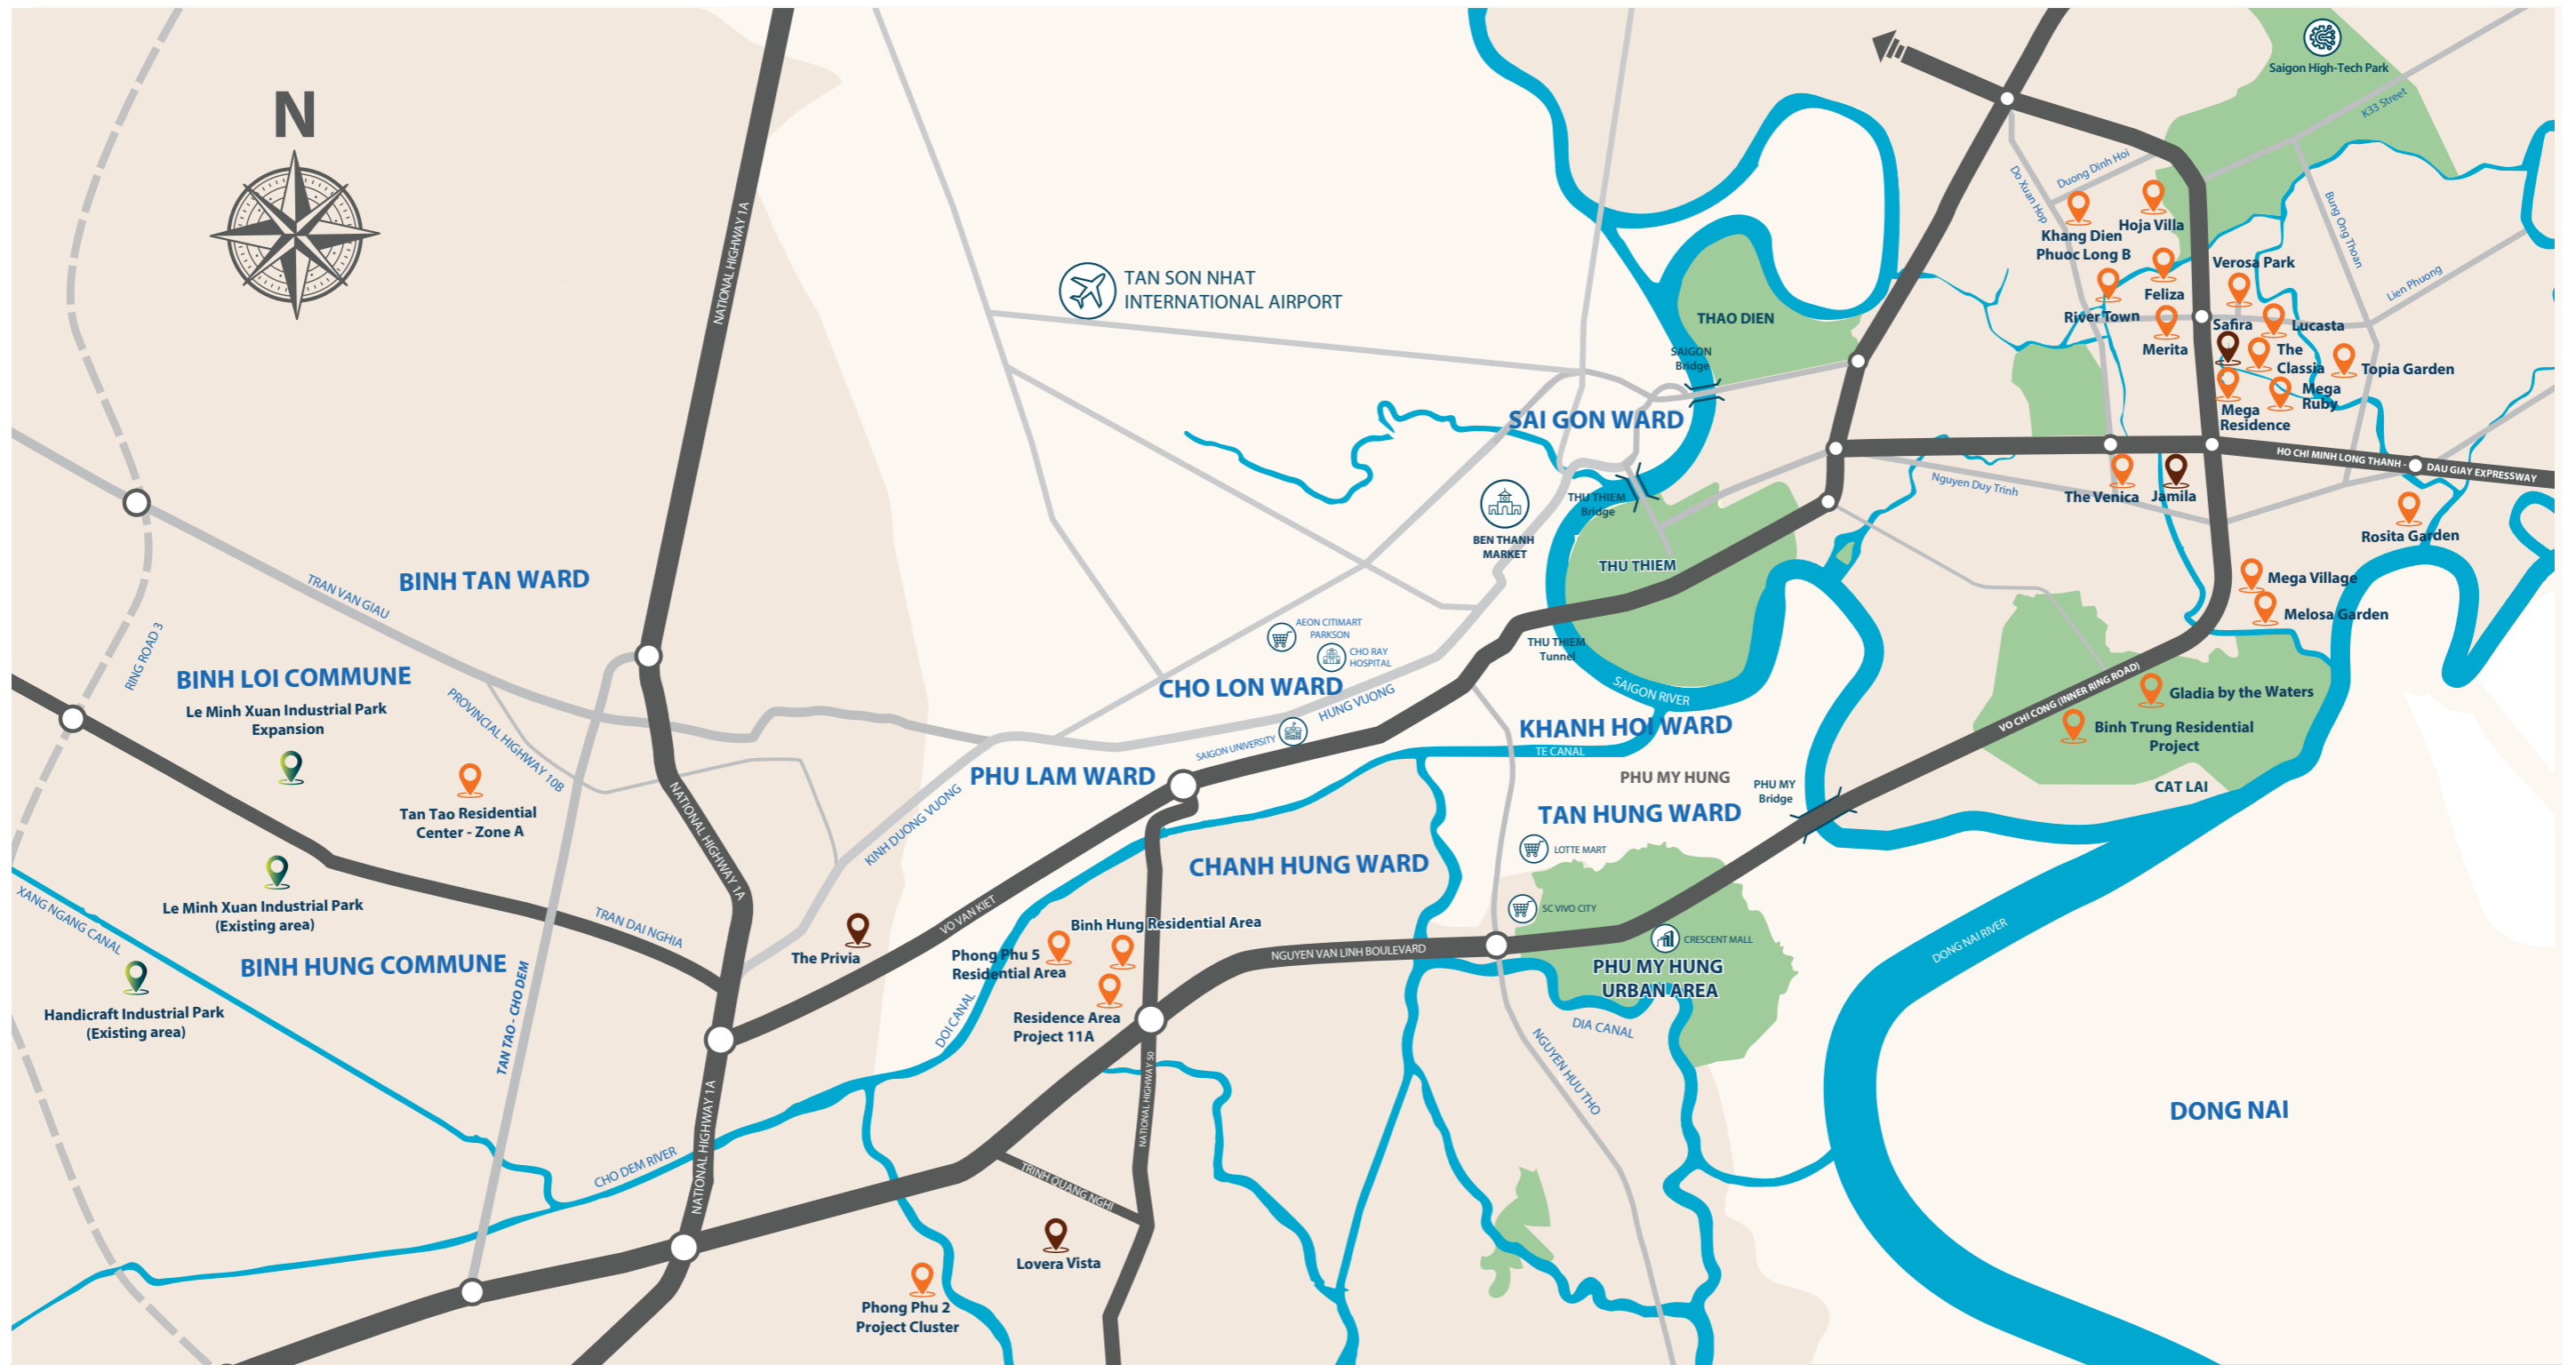 N
Saigon High-Tech Park
K33 Street
Duong Dinh Hoi
Do Xuan Hop
Bung Ong Thoan
Lien Phuong
Hoja Villa
Khang Dien
Phuoc Long B
Verosa Park
Feliza
River Town
Safira
Lucasta
Merita
The
Classia
Topia Garden
Mega
Ruby
Mega
Residence
NATIONAL HIGHWAY 1A
TAN SON NHAT
INTERNATIONAL AIRPORT
THAO DIEN
SAIGON
Bridge
SAI GON WARD
HO CHI MINH LONG THANH - DAU GIAY EXPRESSWAY
Nguyen Duy Trinh
The Venica
Jamila
THU THIEM
Bridge
BEN THANH
MARKET
Rosita Garden
THU THIEM
Mega Village
Melosa Garden
BINH TAN WARD
TRAN VAN GIAU
RING ROAD 3
AEON CITIMART
PARKSON
CHO RAY
HOSPITAL
THU THIEM
Tunnel
BINH LOI COMMUNE
Le Minh Xuan Industrial Park
Expansion
PROVINCIAL HIGHWAY 10B
CHO LON WARD
HUNG VUONG
SAIGON RIVER
VO CHI CONG (INNER RING ROAD)
Gladia by the Waters
Binh Trung Residential
Project
SAIGON UNIVERSITY
KHANH HOI WARD
TE CANAL
PHU LAM WARD
PHU MY HUNG
PHU MY
Bridge
CAT LAI
TAN HUNG WARD
Tan Tao Residential
Center - Zone A
NATIONAL HIGHWAY 1A
KINH DUONG VUONG
LOTTE MART
CHANH HUNG WARD
Le Minh Xuan Industrial Park
(Existing area)
XANG NGANG CANAL
TRAN DAI NGHIA
VO VAN KIET
SC VIVO CITY
Binh Hung Residential Area
The Privia
Phong Phu 5
Residential Area
NGUYEN VAN LINH BOULEVARD
CRESCENT MALL
PHU MY HUNG
URBAN AREA
DONG NAI RIVER
BINH HUNG COMMUNE
Handicraft Industrial Park
(Existing area)
TAN TAO - CHO DEM
DOI CANAL
Residence Area
Project 11A
DIA CANAL
NGUYEN HUU THO
NATIONAL HIGHWAY 50
NATIONAL HIGHWAY 1A
DONG NAI
CHO DEM RIVER
TRINH QUANG NGHI
Lovera Vista
Phong Phu 2
Project Cluster